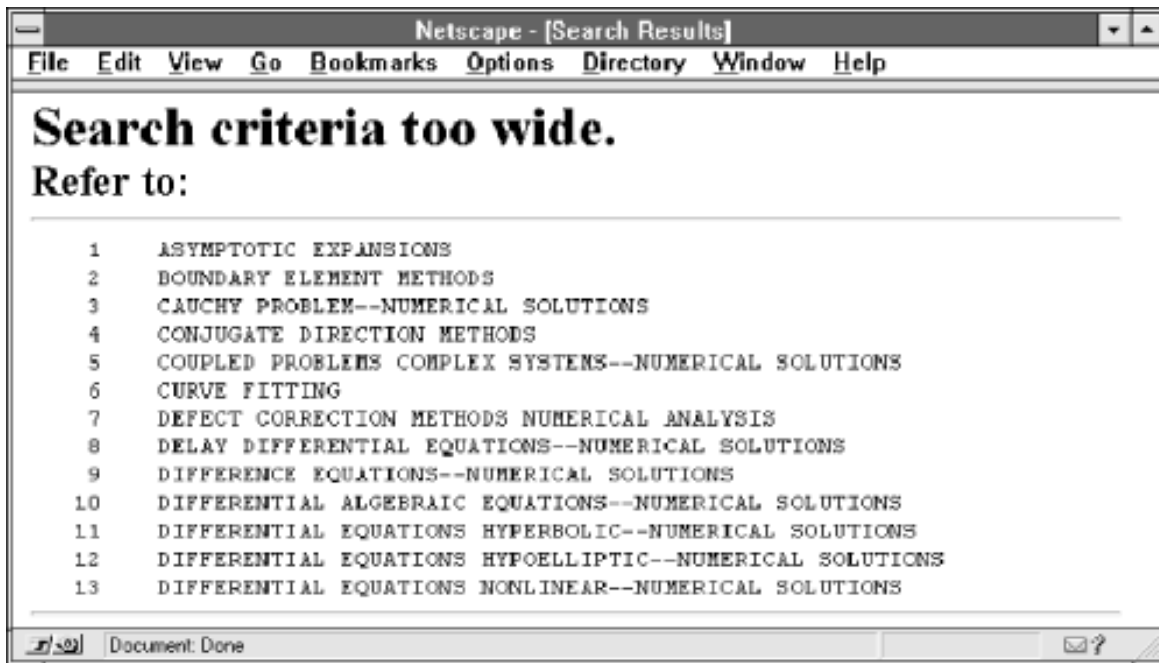 Netscape - [Search Results]
File Edit View Go Bookmarks Options Directory Window Help
Search criteria too wide.
Refer to:
1 ASYMPTOTIC EXPANSIONS
2 BOUNDARY ELEMENT METHODS
3 CAUCHY PROBLEM--NUMERICAL SOLUTIONS
4 CONJUGATE DIRECTION METHODS
5 COUPLED PROBLEMS COMPLEX SYSTEMS--NUMERICAL SOLUTIONS
6 CURVE FITTING
7 DEFECT CORRECTION METHODS NUMERICAL ANALYSIS
8 DELAY DIFFERENTIAL EQUATIONS--NUMERICAL SOLUTIONS
9 DIFFERENCE EQUATIONS--NUMERICAL SOLUTIONS
10 DIFFERENTIAL ALGEBRAIC EQUATIONS--NUMERICAL SOLUTIONS
11 DIFFERENTIAL EQUATIONS HYPERBOLIC--NUMERICAL SOLUTIONS
12 DIFFERENTIAL EQUATIONS HYPOELLIPTIC--NUMERICAL SOLUTIONS
13 DIFFERENTIAL EQUATIONS NONLINEAR--NUMERICAL SOLUTIONS
Document: Done